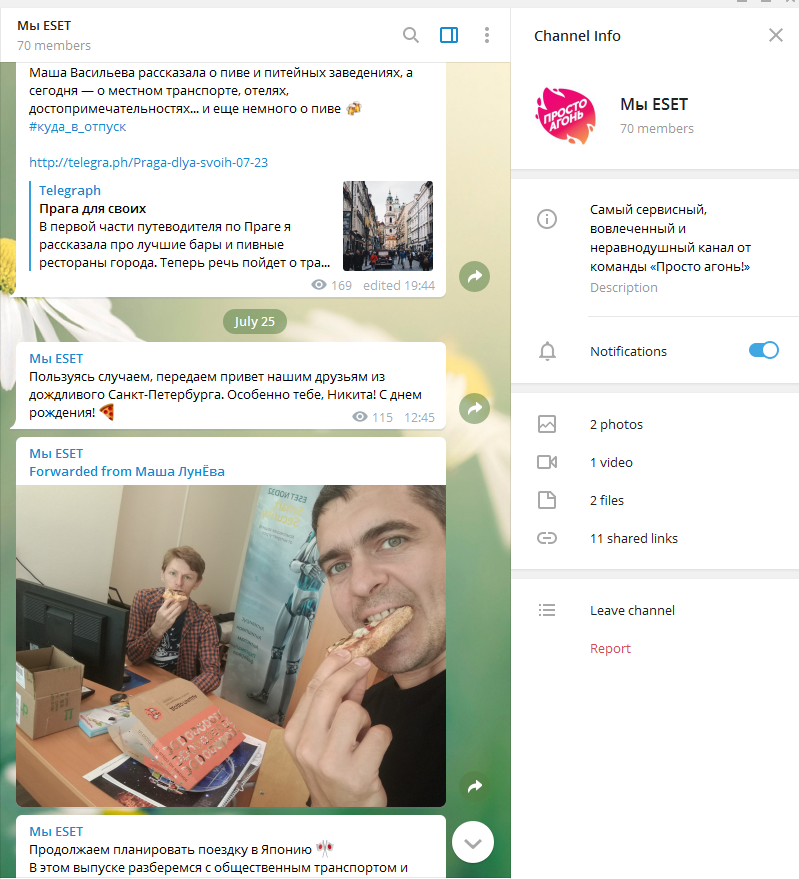 Мы ESET
70 members
Маша Васильева рассказала о пиве и питейных заведениях, а
сегодня — о местном транспорте, отелях,
достопримечательностях... и еще немного о пиве 🍻
#куда_в_отпуск
http://telegra.ph/Praga-dlya-svoih-07-23
Telegraph
Прага для своих
В первой части путеводителя по Праге я
рассказала про лучшие бары и пивные
рестораны города. Теперь речь пойдет о тра...
169 edited 19:44
July 25
Мы ESET
Пользуясь случаем, передаем привет нашим друзьям из
дождливого Санкт-Петербурга. Особенно тебе, Никита! С днем
рождения! 🍕
115 12:45
Мы ESET
Forwarded from Маша ЛунЁва
ESET NOD32
Мы ESET
Продолжаем планировать поездку в Японию 🎌
В этом выпуске разберемся с общественным транспортом и
Channel Info
ПРОСТО
АГОНЬ
Мы ESET
70 members
Самый сервисный,
вовлеченный и
неравнодушный канал от
команды «Просто агонь!»
Description
Notifications
2 photos
1 video
2 files
11 shared links
Leave channel
Report